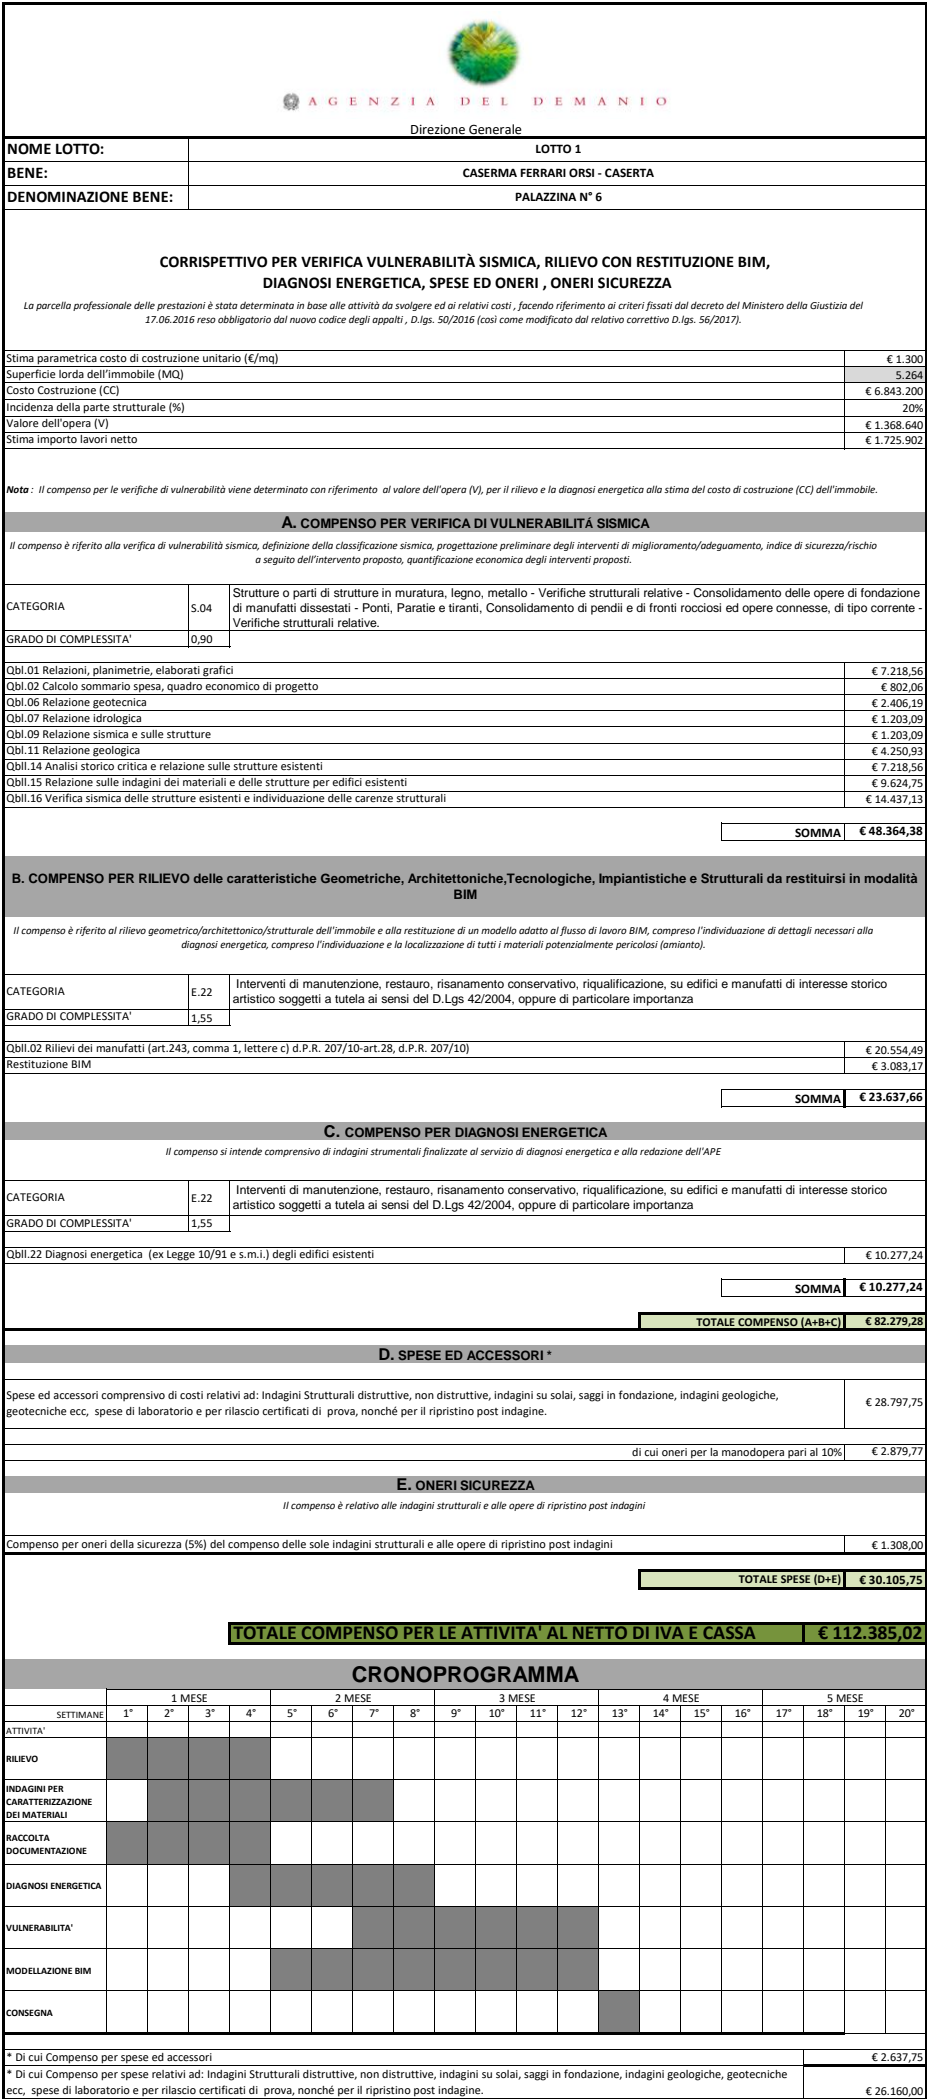 AGENZIA DEL DEMANIO
Direzione Generale
NOME LOTTO: LOTTO 1
BENE: CASERMA FERRARI ORSI - CASERTA
DENOMINAZIONE BENE: PALAZZINA N° 6
CORRISPETTIVO PER VERIFICA VULNERABILITÀ SISMICA, RILIEVO CON RESTITUZIONE BIM,
DIAGNOSI ENERGETICA, SPESE ED ONERI , ONERI SICUREZZA
La parcella professionale delle prestazioni è stata determinata in base alle attività da svolgere ed ai relativi costi , facendo riferimento ai criteri fissati dal decreto del Ministero della Giustizia del
17.06.2016 reso obbligatorio dal nuovo codice degli appalti , D.lgs. 50/2016 (così come modificato dal relativo correttivo D.lgs. 56/2017).
Stima parametrica costo di costruzione unitario (€/mq) € 1.300
Superficie lorda dell'immobile (MQ) 5.264
Costo Costruzione (CC) € 6.843.200
Incidenza della parte strutturale (%) 20%
Valore dell'opera (V) € 1.368.640
Stima importo lavori netto € 1.725.902
Nota : Il compenso per le verifiche di vulnerabilità viene determinato con riferimento al valore dell'opera (V), per il rilievo e la diagnosi energetica alla stima del costo di costruzione (CC) dell'immobile.
A. COMPENSO PER VERIFICA DI VULNERABILITÁ SISMICA
Il compenso è riferito alla verifica di vulnerabilità sismica, definizione della classificazione sismica, progettazione preliminare degli interventi di miglioramento/adeguamento, indice di sicurezza/rischio
a seguito dell'intervento proposto, quantificazione economica degli interventi proposti.
CATEGORIA S.04 Strutture o parti di strutture in muratura, legno, metallo - Verifiche strutturali relative - Consolidamento delle opere di fondazione
di manufatti dissestati - Ponti, Paratie e tiranti, Consolidamento di pendii e di fronti rocciosi ed opere connesse, di tipo corrente -
Verifiche strutturali relative.
GRADO DI COMPLESSITA' 0,90
QbI.01 Relazioni, planimetrie, elaborati grafici € 7.218,56
QbI.02 Calcolo sommario spesa, quadro economico di progetto € 802,06
QbI.06 Relazione geotecnica € 2.406,19
QbI.07 Relazione idrologica € 1.203,09
QbI.09 Relazione sismica e sulle strutture € 1.203,09
QbI.11 Relazione geologica € 4.250,93
QbII.14 Analisi storico critica e relazione sulle strutture esistenti € 7.218,56
QbII.15 Relazione sulle indagini dei materiali e delle strutture per edifici esistenti € 9.624,75
QbII.16 Verifica sismica delle strutture esistenti e individuazione delle carenze strutturali € 14.437,13
SOMMA € 48.364,38
B. COMPENSO PER RILIEVO delle caratteristiche Geometriche, Architettoniche,Tecnologiche, Impiantistiche e Strutturali da restituirsi in modalità
BIM
Il compenso è riferito al rilievo geometrico/architettonico/strutturale dell'immobile e alla restituzione di un modello adatto al flusso di lavoro BIM, compreso l'individuazione di dettagli necessari alla
diagnosi energetica, compreso l'individuazione e la localizzazione di tutti i materiali potenzialmente pericolosi (amianto).
CATEGORIA E.22 Interventi di manutenzione, restauro, risanamento conservativo, riqualificazione, su edifici e manufatti di interesse storico
artistico soggetti a tutela ai sensi del D.Lgs 42/2004, oppure di particolare importanza
GRADO DI COMPLESSITA' 1,55
QbII.02 Rilievi dei manufatti (art.243, comma 1, lettere c) d.P.R. 207/10-art.28, d.P.R. 207/10) € 20.554,49
Restituzione BIM € 3.083,17
SOMMA € 23.637,66
C. COMPENSO PER DIAGNOSI ENERGETICA
Il compenso si intende comprensivo di indagini strumentali finalizzate al servizio di diagnosi energetica e alla redazione dell'APE
CATEGORIA E.22 Interventi di manutenzione, restauro, risanamento conservativo, riqualificazione, su edifici e manufatti di interesse storico
artistico soggetti a tutela ai sensi del D.Lgs 42/2004, oppure di particolare importanza
GRADO DI COMPLESSITA' 1,55
QbII.22 Diagnosi energetica (ex Legge 10/91 e s.m.i.) degli edifici esistenti € 10.277,24
SOMMA € 10.277,24
TOTALE COMPENSO (A+B+C) € 82.279,28
D. SPESE ED ACCESSORI *
Spese ed accessori comprensivo di costi relativi ad: Indagini Strutturali distruttive, non distruttive, indagini su solai, saggi in fondazione, indagini geologiche,
geotecniche ecc, spese di laboratorio e per rilascio certificati di prova, nonché per il ripristino post indagine. € 28.797,75
di cui oneri per la manodopera pari al 10% € 2.879,77
E. ONERI SICUREZZA
Il compenso è relativo alle indagini strutturali e alle opere di ripristino post indagini
Compenso per oneri della sicurezza (5%) del compenso delle sole indagini strutturali e alle opere di ripristino post indagini € 1.308,00
TOTALE SPESE (D+E) € 30.105,75
TOTALE COMPENSO PER LE ATTIVITA' AL NETTO DI IVA E CASSA € 112.385,02
CRONOPROGRAMMA
1 MESE 2 MESE 3 MESE 4 MESE 5 MESE
SETTIMANE 1° 2° 3° 4° 5° 6° 7° 8° 9° 10° 11° 12° 13° 14° 15° 16° 17° 18° 19° 20°
ATTIVITA'
RILIEVO
INDAGINI PER
CARATTERIZZAZIONE
DEI MATERIALI
RACCOLTA
DOCUMENTAZIONE
DIAGNOSI ENERGETICA
VULNERABILITA'
MODELLAZIONE BIM
CONSEGNA
* Di cui Compenso per spese ed accessori € 2.637,75
* Di cui Compenso per spese relativi ad: Indagini Strutturali distruttive, non distruttive, indagini su solai, saggi in fondazione, indagini geologiche, geotecniche
ecc, spese di laboratorio e per rilascio certificati di prova, nonché per il ripristino post indagine. € 26.160,00